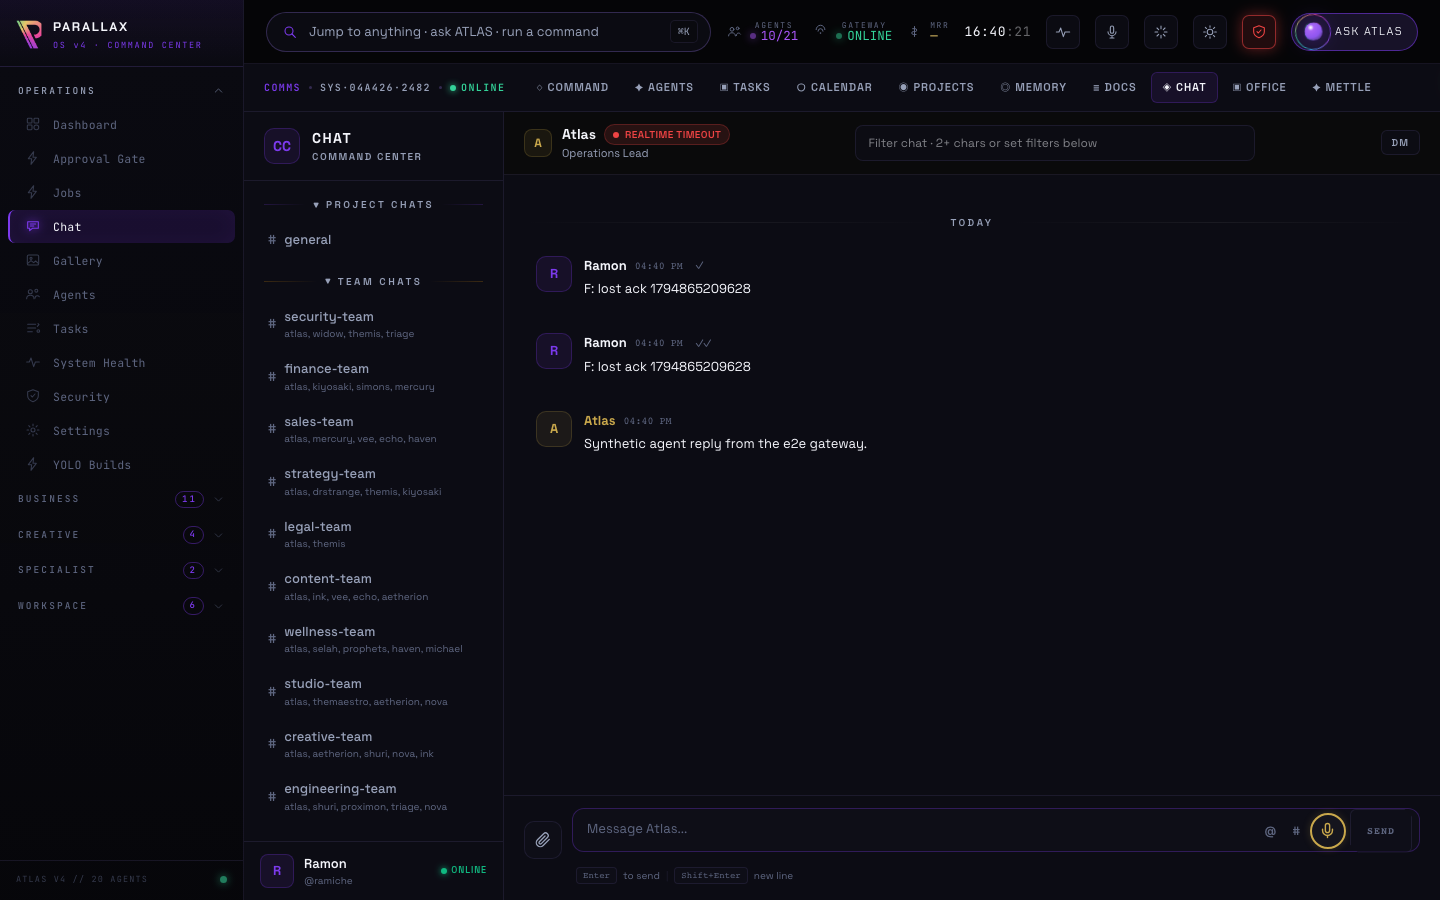 PARALLAX
OS v4 · COMMAND CENTER
Jump to anything · ask ATLAS · run a command
⌘K
AGENTS
10/21
GATEWAY
ONLINE
MRR
—
16:40:21
ASK ATLAS
COMMS · SYS·04A426·2482 · ONLINE
COMMAND
AGENTS
TASKS
CALENDAR
PROJECTS
MEMORY
DOCS
CHAT
OFFICE
METTLE
OPERATIONS
Dashboard
Approval Gate
Jobs
Chat
Gallery
Agents
Tasks
System Health
Security
Settings
YOLO Builds
BUSINESS 11
CREATIVE 4
SPECIALIST 2
WORKSPACE 6
ATLAS V4 // 20 AGENTS
CC
CHAT
COMMAND CENTER
▾ PROJECT CHATS
# general
▾ TEAM CHATS
# security-team
atlas, widow, themis, triage
# finance-team
atlas, kiyosaki, simons, mercury
# sales-team
atlas, mercury, vee, echo, haven
# strategy-team
atlas, drstrange, themis, kiyosaki
# legal-team
atlas, themis
# content-team
atlas, ink, vee, echo, aetherion
# wellness-team
atlas, selah, prophets, haven, michael
# studio-team
atlas, themaestro, aetherion, nova
# creative-team
atlas, aetherion, shuri, nova, ink
# engineering-team
atlas, shuri, proximon, triage, nova
R
Ramon
@ramiche
ONLINE
A
Atlas
REALTIME TIMEOUT
Operations Lead
Filter chat · 2+ chars or set filters below
DM
TODAY
R
Ramon 04:40 PM ✓
F: lost ack 1794865209628
R
Ramon 04:40 PM ✓✓
F: lost ack 1794865209628
A
Atlas 04:40 PM
Synthetic agent reply from the e2e gateway.
Message Atlas...
@ #
SEND
Enter to send | Shift+Enter new line